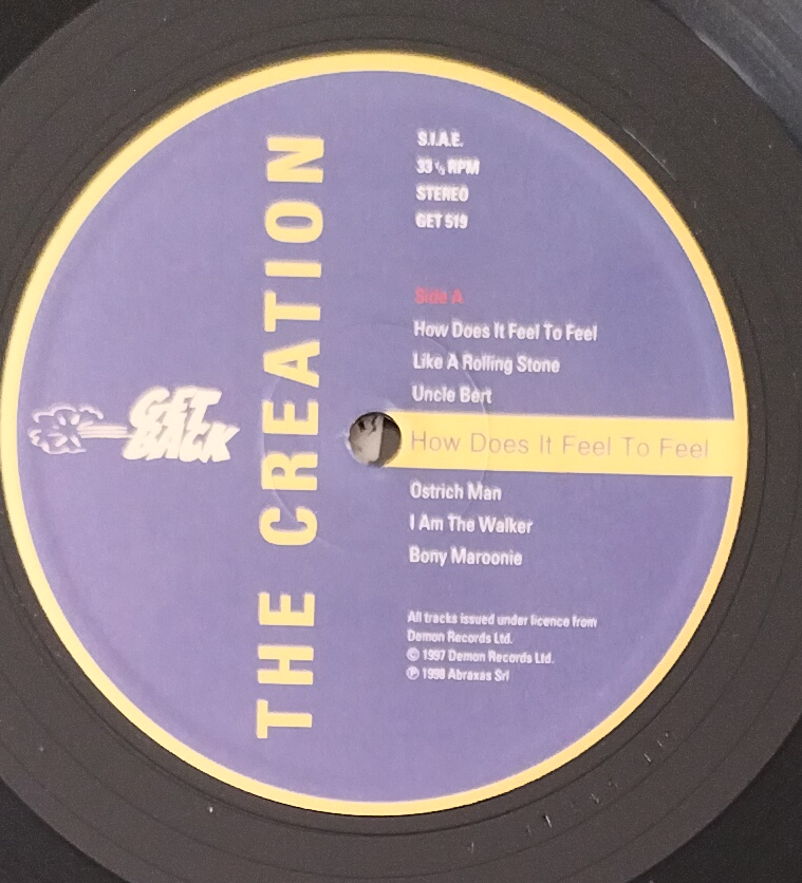 S.I.A.E.
33 ⅓ RPM
STEREO
GET 519
Side A
How Does It Feel To Feel
Like A Rolling Stone
Uncle Bert
How Does It Feel To Feel
Ostrich Man
I Am The Walker
Bony Maroonie
All tracks issued under licence from
Demon Records Ltd.
© 1997 Demon Records Ltd.
℗ 1998 Abraxas Srl
THE CREATION
GET
BACK